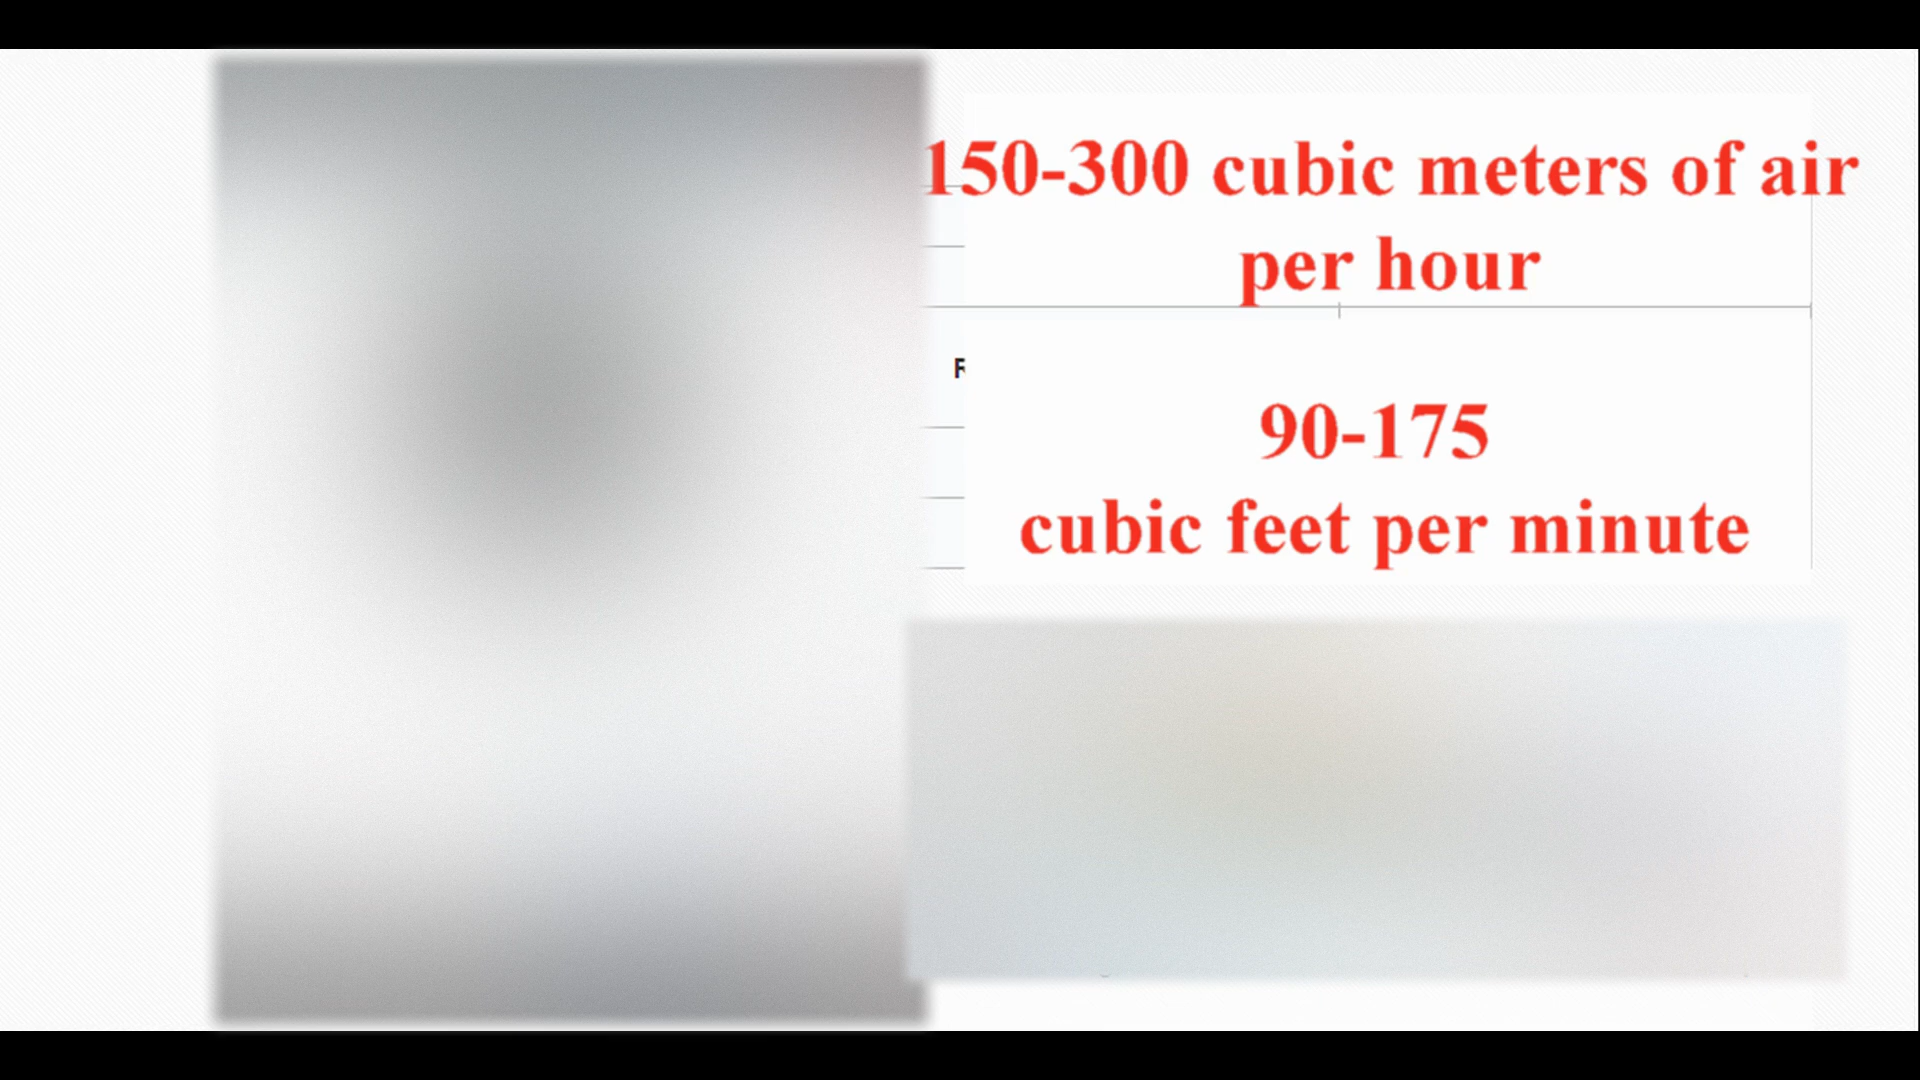 150-300 cubic meters of air
per hour
F
90-175
cubic feet per minute